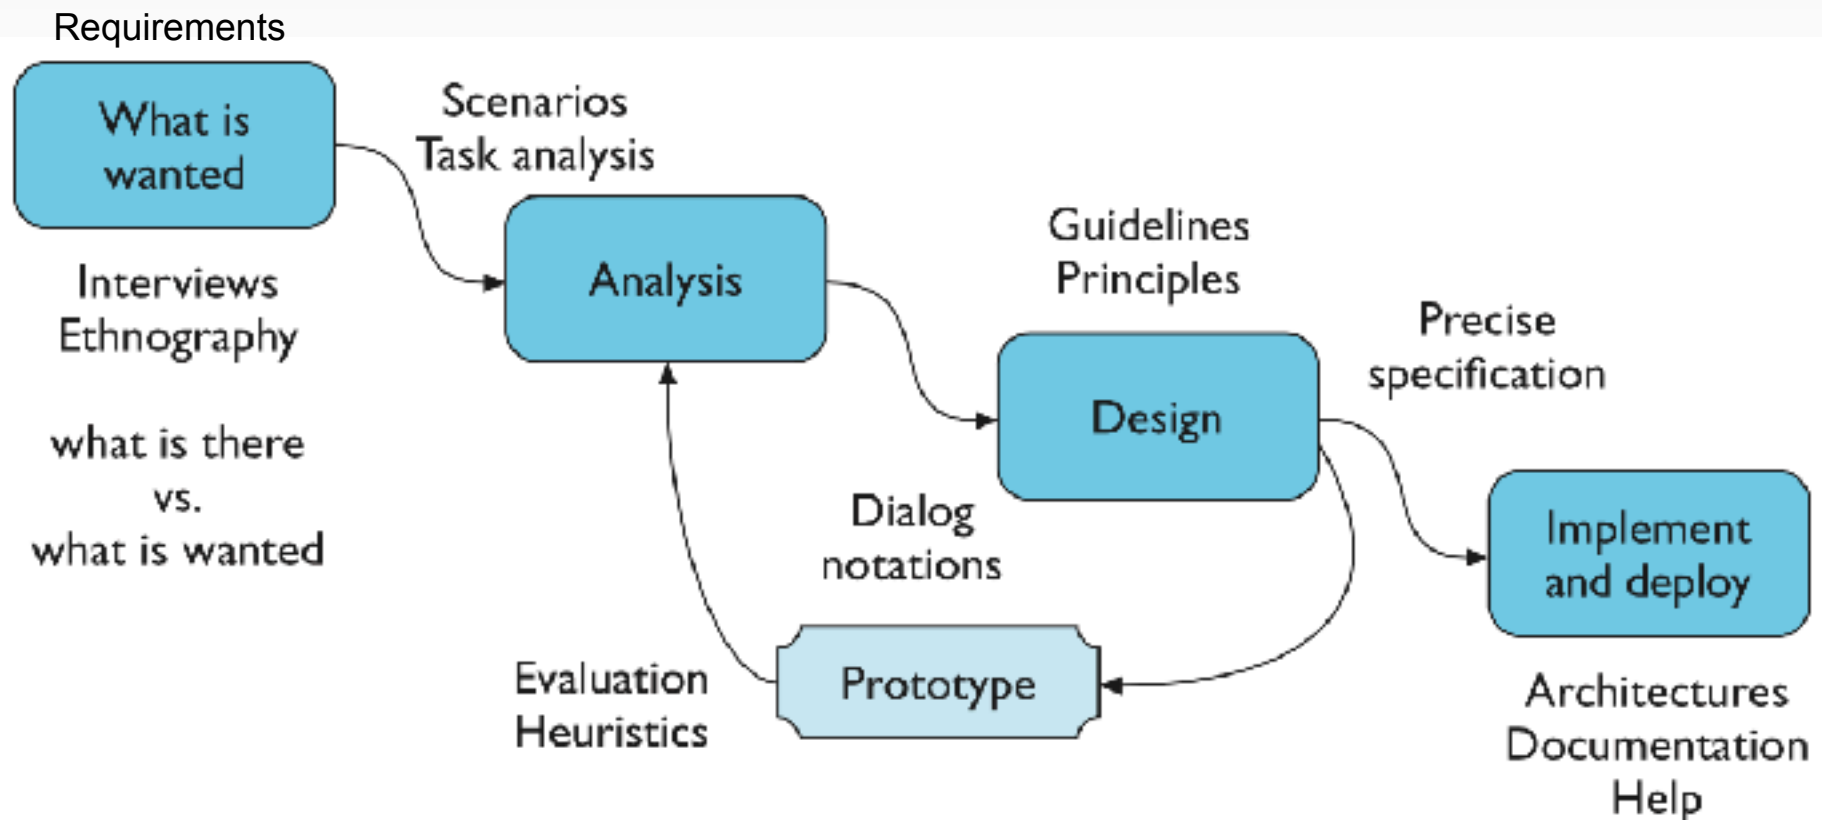 Requirements
What is
wanted
Interviews
Ethnography
what is there
vs.
what is wanted
Scenarios
Task analysis
Analysis
Guidelines
Principles
Design
Precise
specification
Dialog
notations
Prototype
Evaluation
Heuristics
Implement
and deploy
Architectures
Documentation
Help